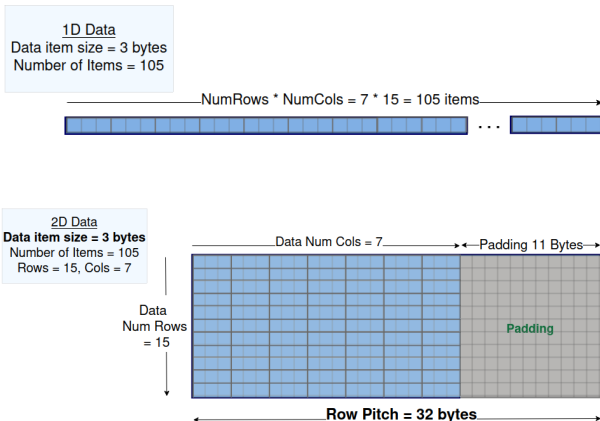 1D Data
Data item size = 3 bytes
Number of Items = 105
NumRows * NumCols = 7 * 15 = 105 items
. . .
2D Data
Data item size = 3 bytes
Number of Items = 105
Rows = 15, Cols = 7
Data Num Cols = 7
Padding 11 Bytes
Data
Num Rows
= 15
Padding
Row Pitch = 32 bytes